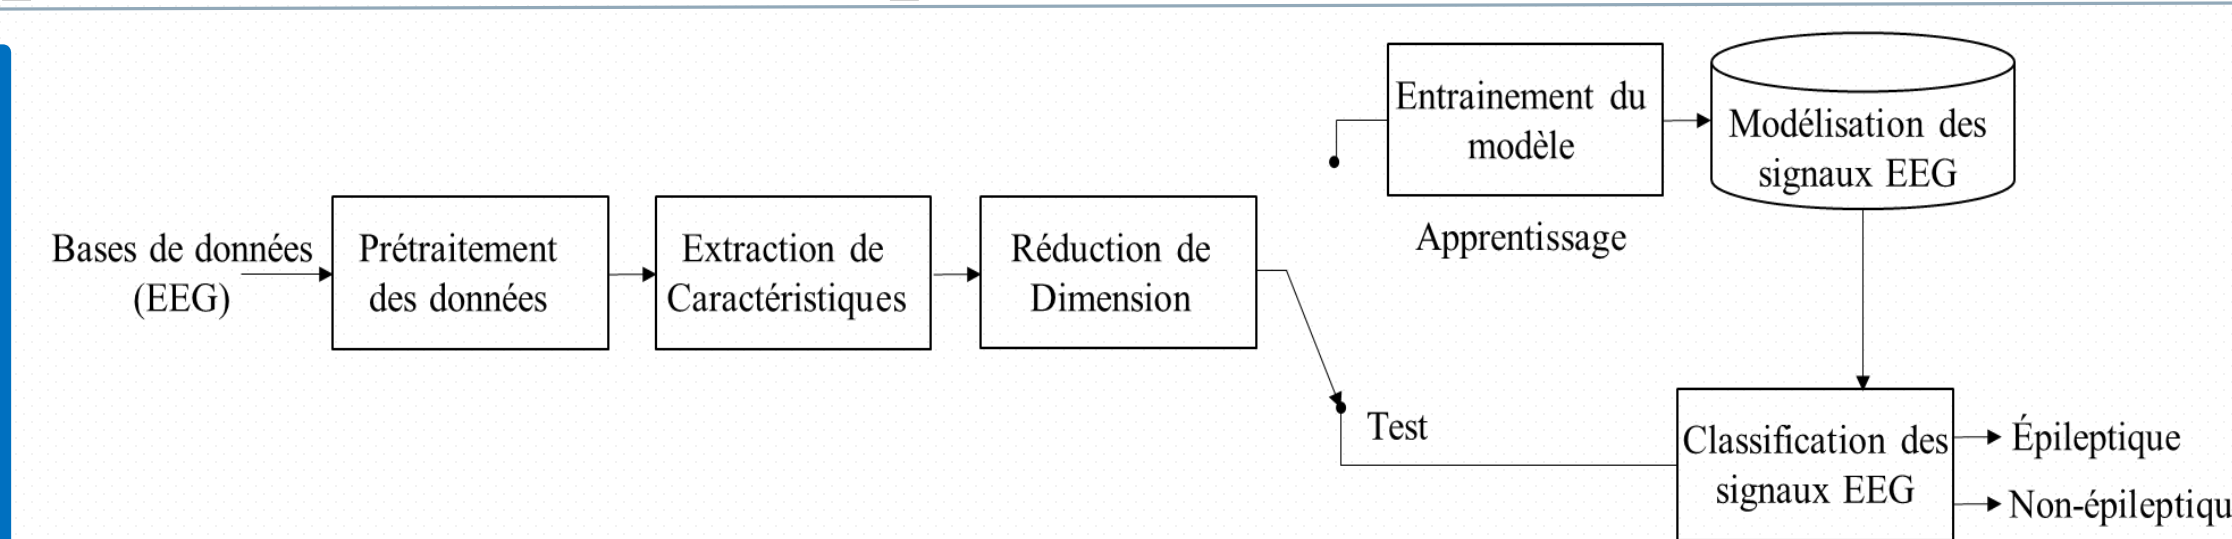 Bases de données
(EEG)
Prétraitement
des données
Extraction de
Caractéristiques
Réduction de
Dimension
Entrainement du
modèle
Apprentissage
Modélisation des
signaux EEG
Test
Classification des
signaux EEG
Épileptique
Non-épileptiqu